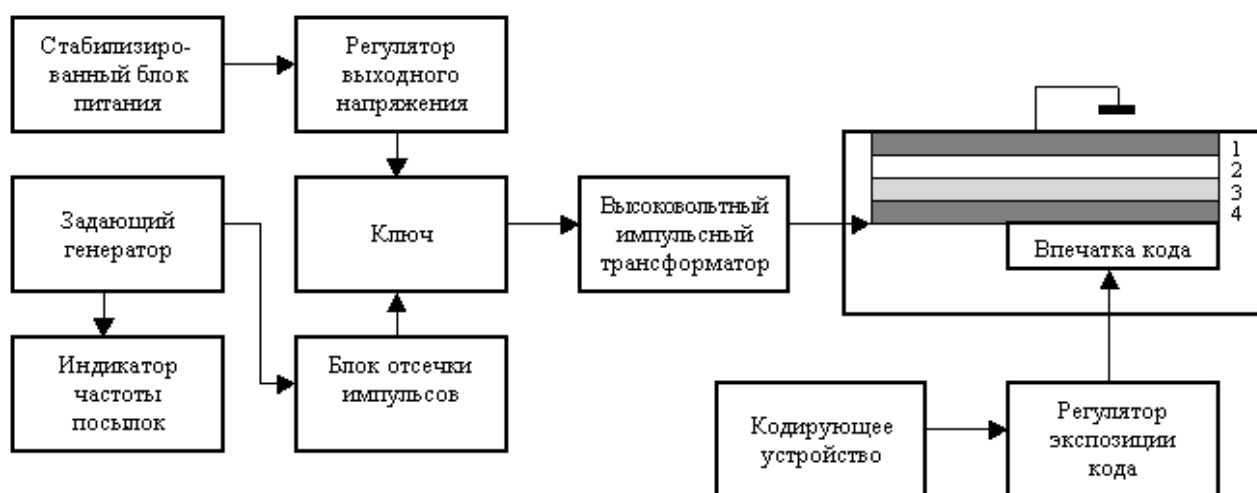 Стабилизиро-
ванный блок
питания
Регулятор
выходного
напряжения
1
2
3
4
Задающий
генератор
Ключ
Высоковольтный
импульсный
трансформатор
Впечатка кода
Индикатор
частоты
посылок
Блок отсечки
импульсов
Кодирующее
устройство
Регулятор
экспозиции
кода